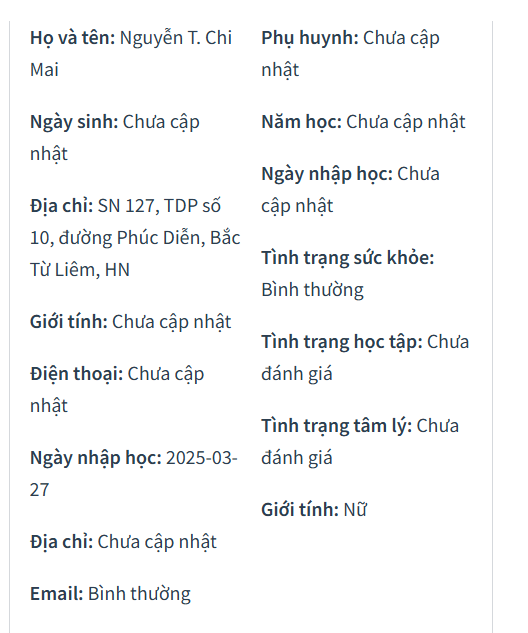 Họ và tên: Nguyễn T. Chi
Mai
Ngày sinh: Chưa cập
nhật
Địa chỉ: SN 127, TDP số
10, đường Phúc Diễn, Bắc
Từ Liêm, HN
Giới tính: Chưa cập nhật
Điện thoại: Chưa cập
nhật
Ngày nhập học: 2025-03-
27
Địa chỉ: Chưa cập nhật
Email: Bình thường
Phụ huynh: Chưa cập
nhật
Năm học: Chưa cập nhật
Ngày nhập học: Chưa
cập nhật
Tình trạng sức khỏe:
Bình thường
Tình trạng học tập: Chưa
đánh giá
Tình trạng tâm lý: Chưa
đánh giá
Giới tính: Nữ